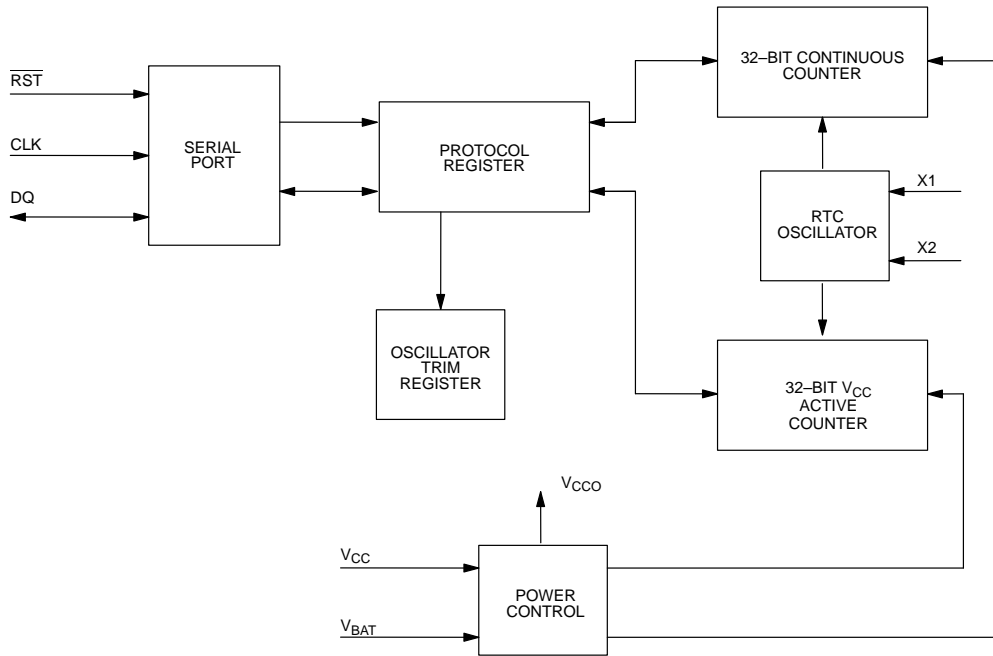 32–BIT CONTINUOUS
COUNTER
RST
CLK
DQ
SERIAL
PORT
PROTOCOL
REGISTER
X1
RTC
OSCILLATOR
X2
OSCILLATOR
TRIM
REGISTER
32–BIT VCC
ACTIVE
COUNTER
VCCO
VCC
POWER
CONTROL
VBAT